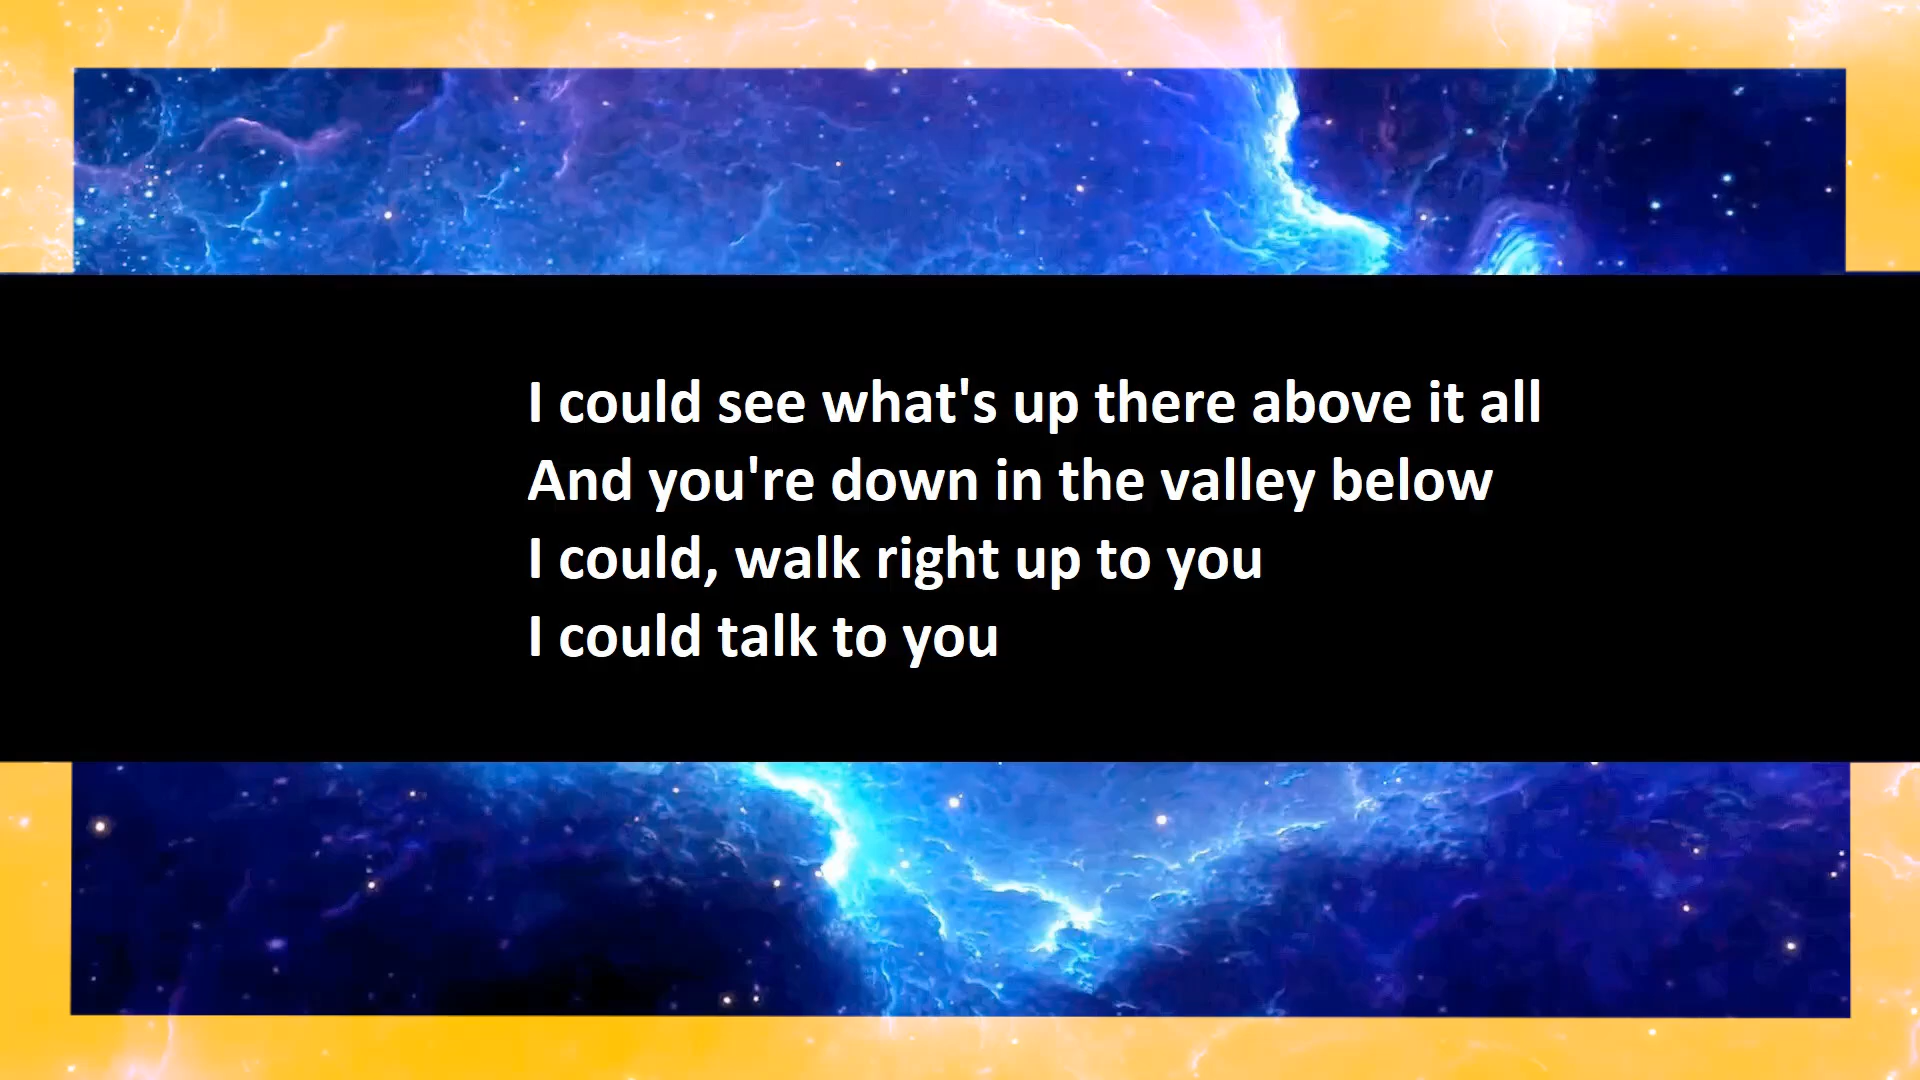 I could see what's up there above it all
And you're down in the valley below
I could, walk right up to you
I could talk to you